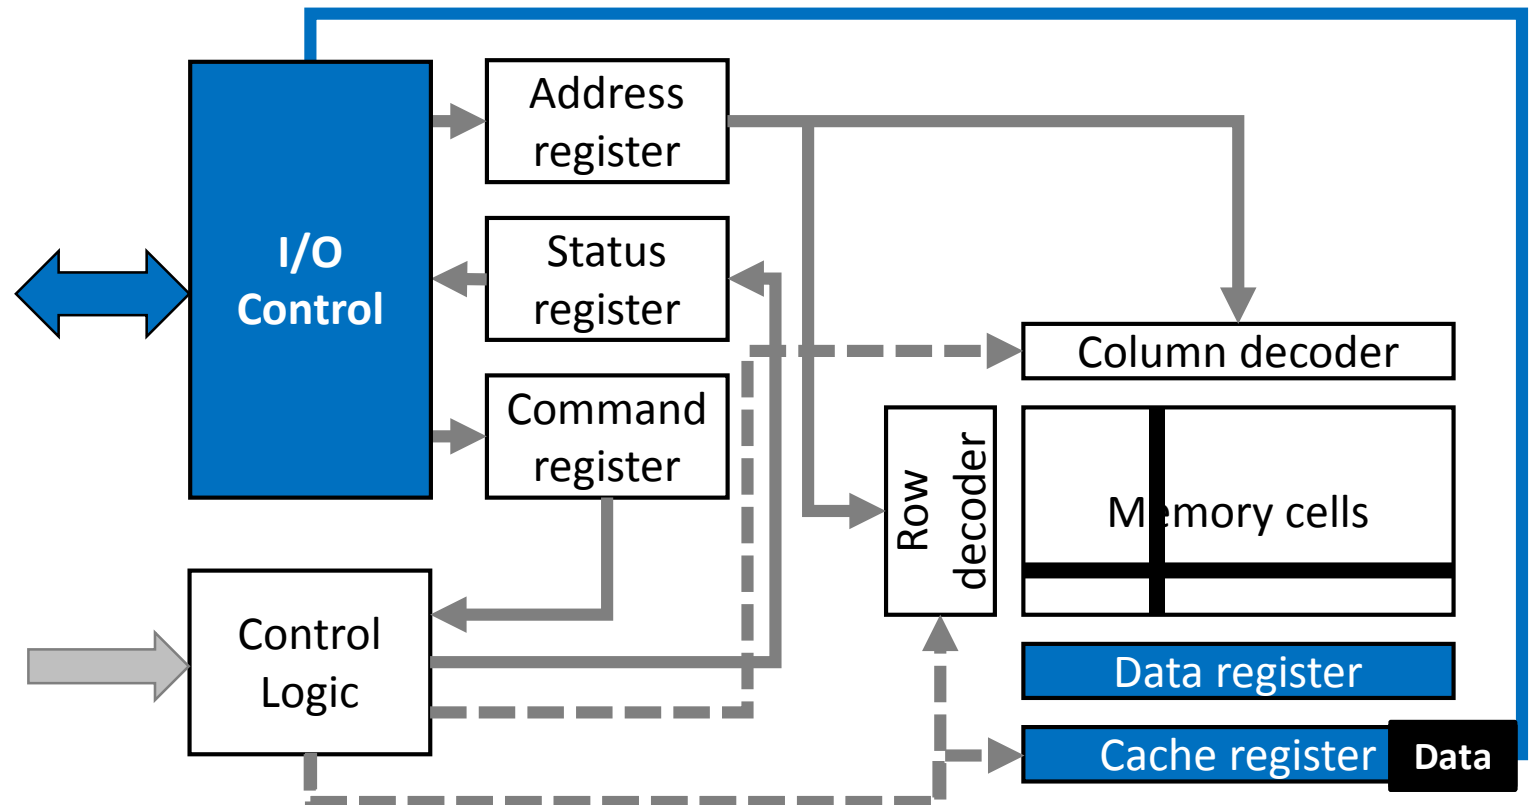 Address
register
I/O
Control
Status
register
Column decoder
Command
register
Row
decoder
Memory cells
Control
Logic
Data register
Cache register
Data